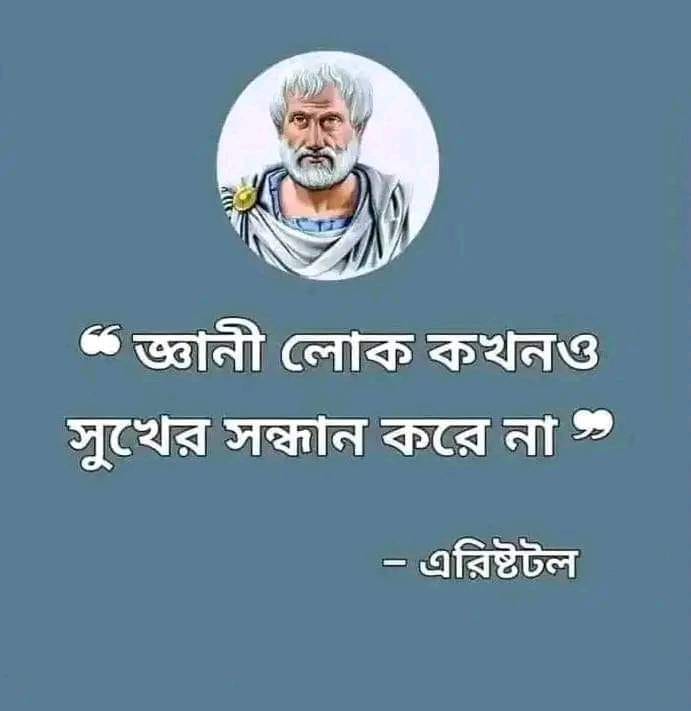 ❝ জ্ঞানী লোক কখনও
সুখের সন্ধান করে না ❞
- এরিষ্টটল